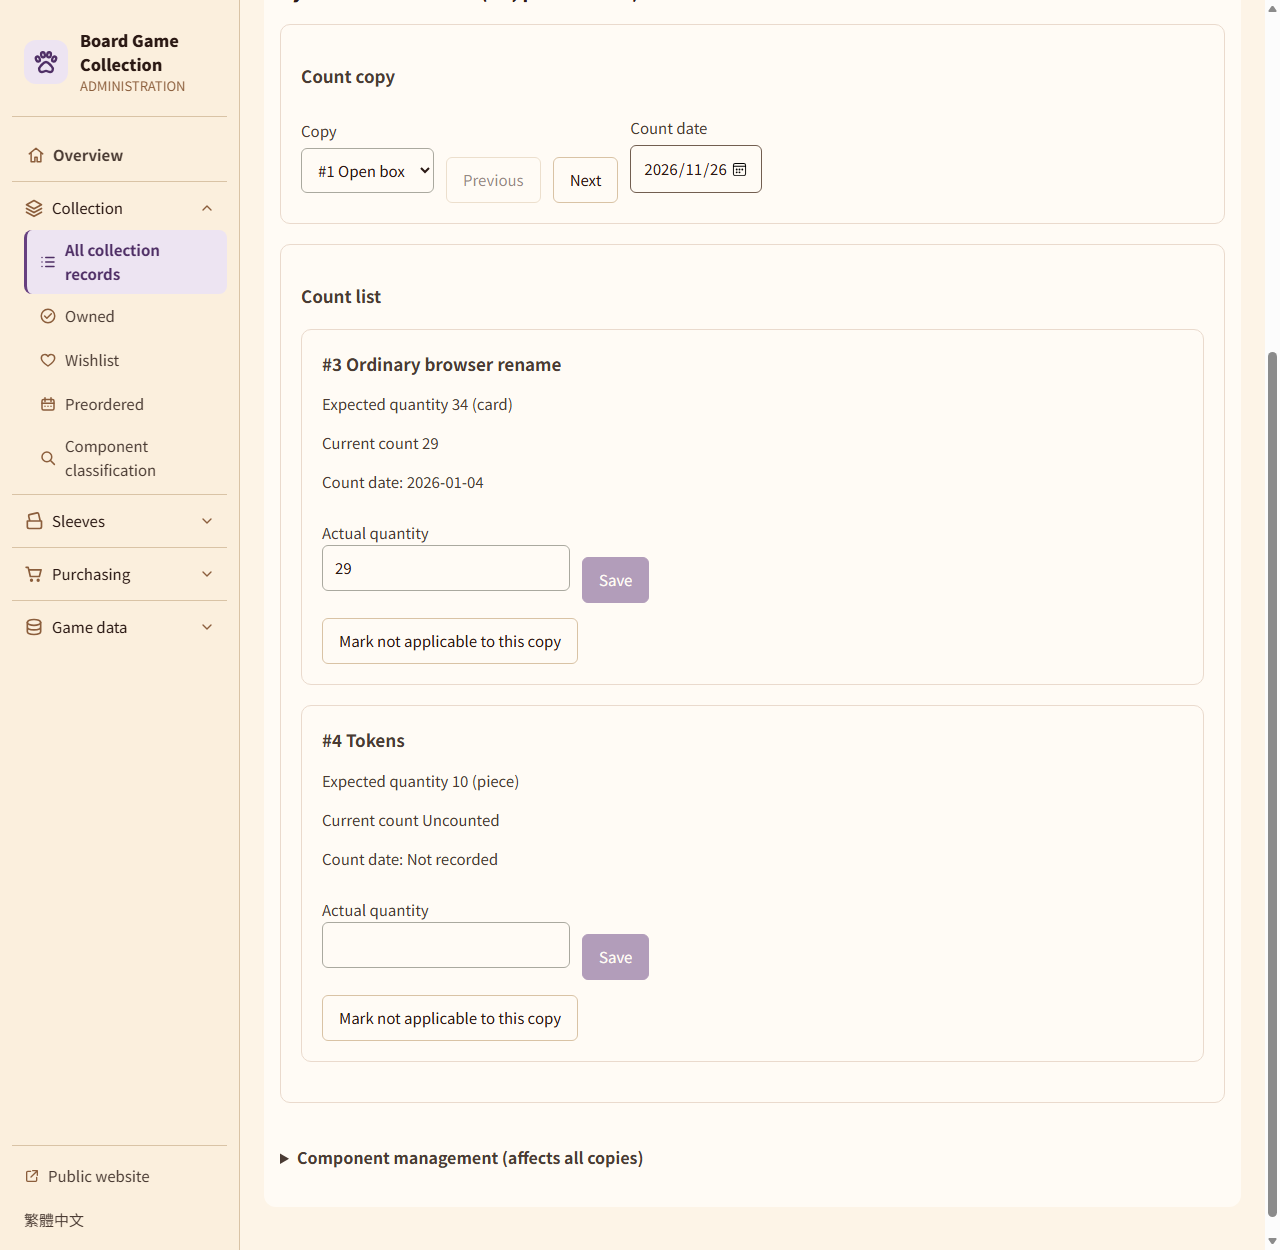 Board Game
Collection
ADMINISTRATION
Overview
Collection
All collection
records
Owned
Wishlist
Preordered
Component
classification
Sleeves
Purchasing
Game data
Public website
繁體中文
Count copy
Copy
#1 Open box
Previous
Next
Count date
2026/11/26
Count list
#3 Ordinary browser rename
Expected quantity 34 (card)
Current count 29
Count date: 2026-01-04
Actual quantity
29
Save
Mark not applicable to this copy
#4 Tokens
Expected quantity 10 (piece)
Current count Uncounted
Count date: Not recorded
Actual quantity
Save
Mark not applicable to this copy
Component management (affects all copies)